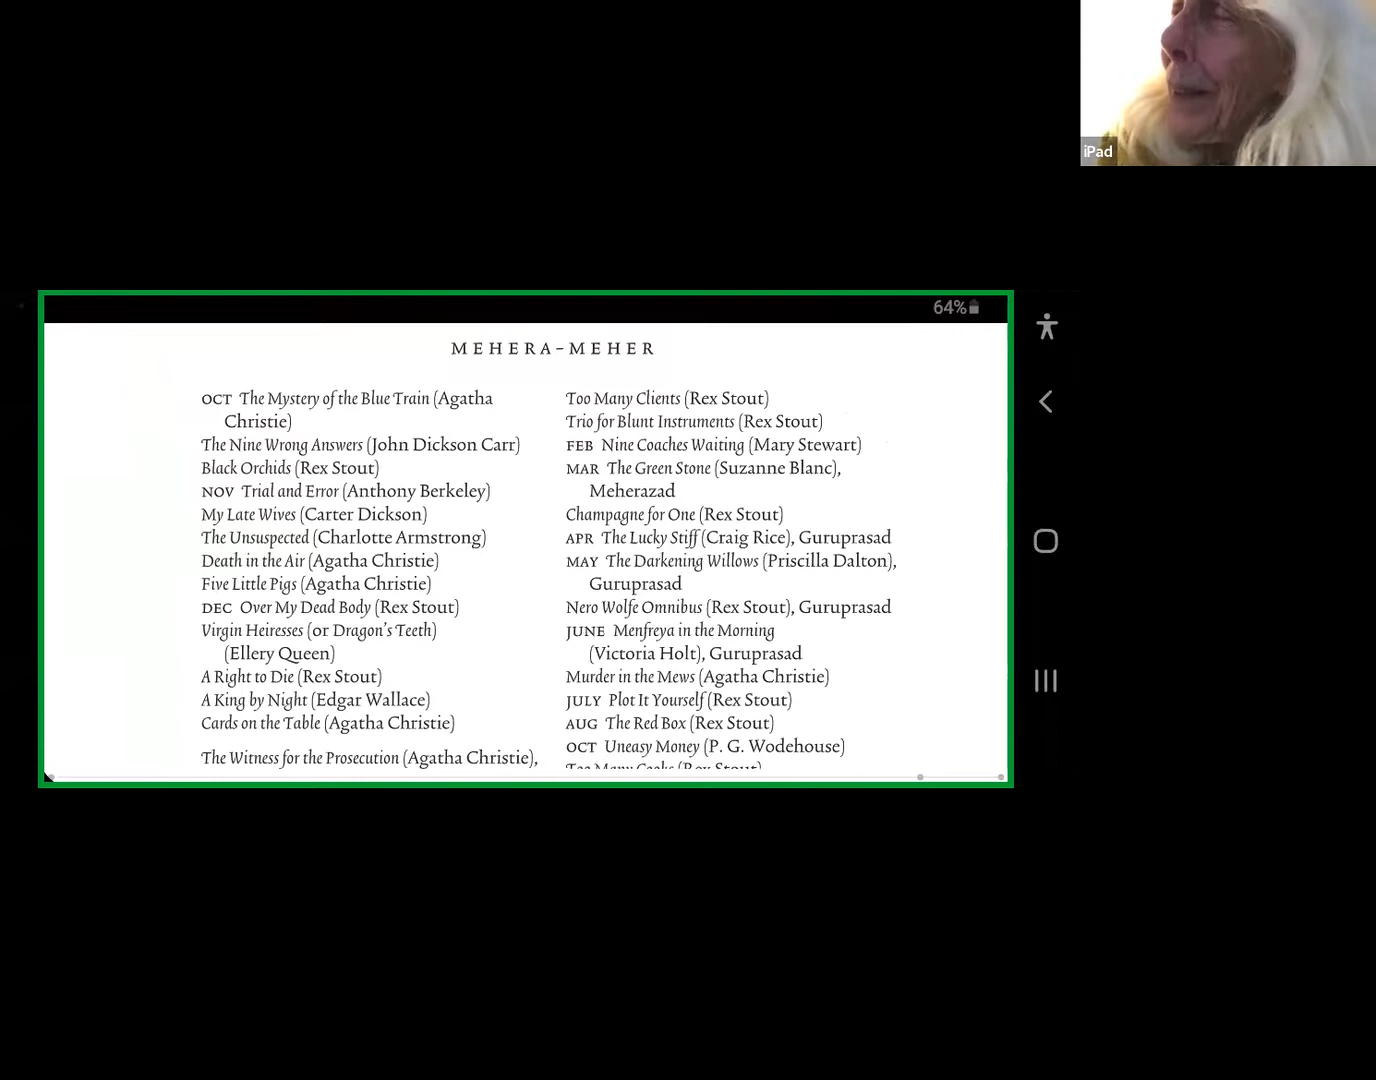 iPad
64%
MEHERA-MEHER
OCT The Mystery of the Blue Train (Agatha
Christie)
The Nine Wrong Answers (John Dickson Carr)
Black Orchids (Rex Stout)
NOV Trial and Error (Anthony Berkeley)
My Late Wives (Carter Dickson)
The Unsuspected (Charlotte Armstrong)
Death in the Air (Agatha Christie)
Five Little Pigs (Agatha Christie)
DEC Over My Dead Body (Rex Stout)
Virgin Heiresses (or Dragon's Teeth)
(Ellery Queen)
A Right to Die (Rex Stout)
A King by Night (Edgar Wallace)
Cards on the Table (Agatha Christie)
The Witness for the Prosecution (Agatha Christie),
Too Many Clients (Rex Stout)
Trio for Blunt Instruments (Rex Stout)
FEB Nine Coaches Waiting (Mary Stewart)
MAR The Green Stone (Suzanne Blanc),
Meherazad
Champagne for One (Rex Stout)
APR The Lucky Stiff (Craig Rice), Guruprasad
MAY The Darkening Willows (Priscilla Dalton),
Guruprasad
Nero Wolfe Omnibus (Rex Stout), Guruprasad
JUNE Menfreya in the Morning
(Victoria Holt), Guruprasad
Murder in the Mews (Agatha Christie)
JULY Plot It Yourself (Rex Stout)
AUG The Red Box (Rex Stout)
OCT Uneasy Money (P. G. Wodehouse)
Too Many Cooks (Rex Stout)